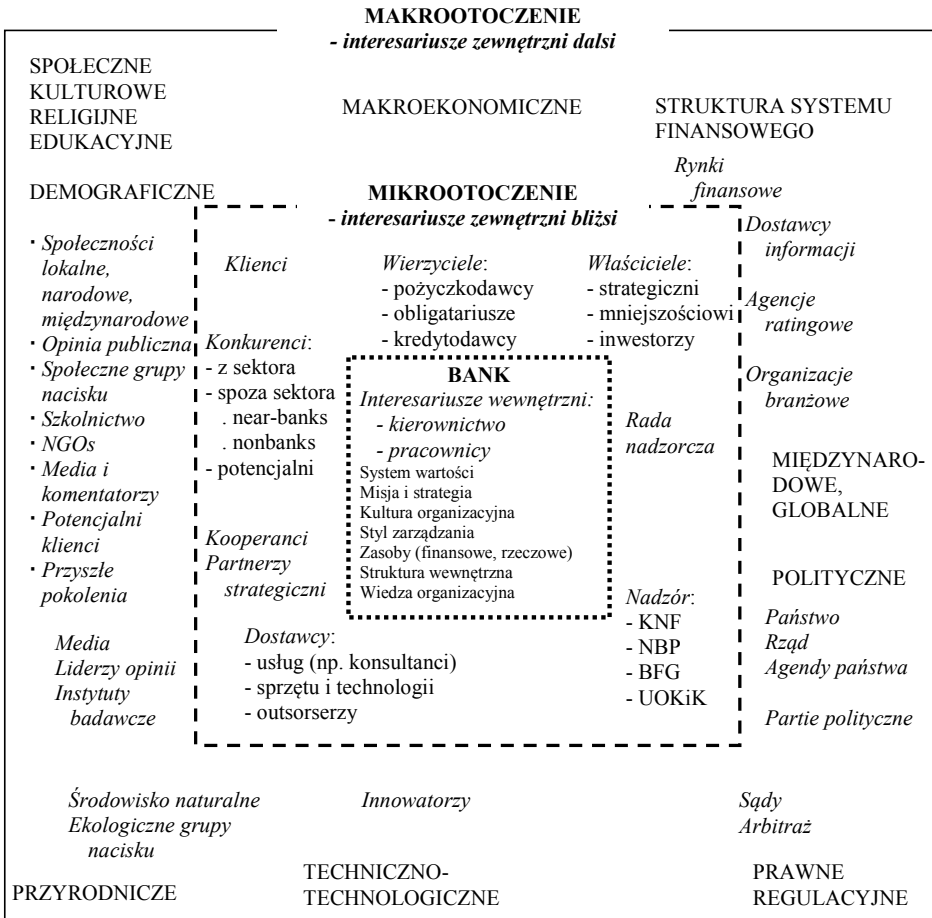 MAKROOTOCZENIE
- interesariusze zewnętrzni dalsi
SPOŁECZNE
KULTUROWE
RELIGIJNE
EDUKACYJNE
MAKROEKONOMICZNE
STRUKTURA SYSTEMU
FINANSOWEGO
Rynki
finansowe
DEMOGRAFICZNE
MIKROOTOCZENIE
- interesariusze zewnętrzni bliżsi
· Społeczności
lokalne,
narodowe,
międzynarodowe
· Opinia publiczna
· Społeczne grupy
nacisku
· Szkolnictwo
· NGOs
· Media i
komentatorzy
· Potencjalni
klienci
· Przyszłe
pokolenia
Media
Liderzy opinii
Instytuty
badawcze
Klienci
Konkurenci:
- z sektora
- spoza sektora
. near-banks
. nonbanks
- potencjalni
Kooperanci
Partnerzy
strategiczni
Wierzyciele:
- pożyczkodawcy
- obligatariusze
- kredytodawcy
Właściciele:
- strategiczni
- mniejszościowi
- inwestorzy
BANK
Interesariusze wewnętrzni:
- kierownictwo
- pracownicy
System wartości
Misja i strategia
Kultura organizacyjna
Styl zarządzania
Zasoby (finansowe, rzeczowe)
Struktura wewnętrzna
Wiedza organizacyjna
Rada
nadzorcza
Nadzór:
- KNF
- NBP
- BFG
- UOKiK
Dostawcy:
- usług (np. konsultanci)
- sprzętu i technologii
- outsorserzy
Dostawcy
informacji
Agencje
ratingowe
Organizacje
branżowe
MIĘDZYNARO-
DOWE,
GLOBALNE
POLITYCZNE
Państwo
Rząd
Agendy państwa
Partie polityczne
Środowisko naturalne
Ekologiczne grupy
nacisku
PRZYRODNICZE
Innowatorzy
TECHNICZNO-
TECHNOLOGICZNE
Sądy
Arbitraż
PRAWNE
REGULACYJNE